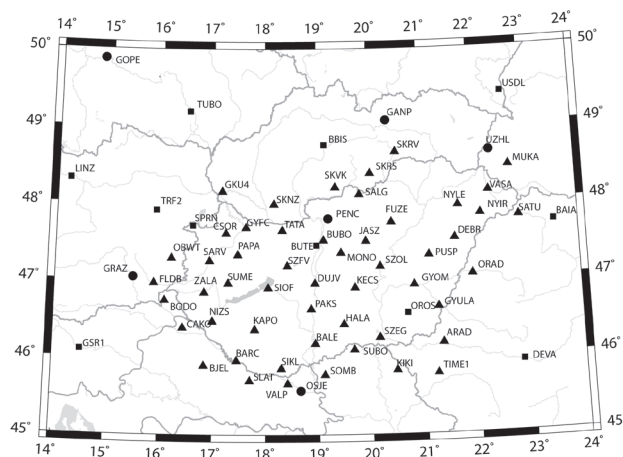 14° 15° 16° 17° 18° 19° 20° 21° 22° 23° 24°
50° 50°
GOPE
USDL
TUBO
GANP
49° 49°
BBIS SKRV UZHL
MUKA
LINZ SKRS
GKU4 SKVK SALG VASA
48° 48°
TRF2 SKNZ FUZE NYLE NYIR SATU BAIA
SPRN PENC
CSOR GYFC TATA BUBO JASZ DEBR
OBWT SARV PAPA BUTE MONO PUSP
SZFV SZOL ORAD
47° 47°
GRAZ FLDB ZALA SUME SIOF DUJV KECS GYOM
BODO PAKS OROS GYULA
CAKO NIZS KAPO HALA
SZEG ARAD
46° 46°
GSR1 BARC BALE SUBO DEVA
BJEL SIKL KIKI TIME1
SLAT SOMB
VALP OSJE
45° 45°
14° 15° 16° 17° 18° 19° 20° 21° 22° 23° 24°